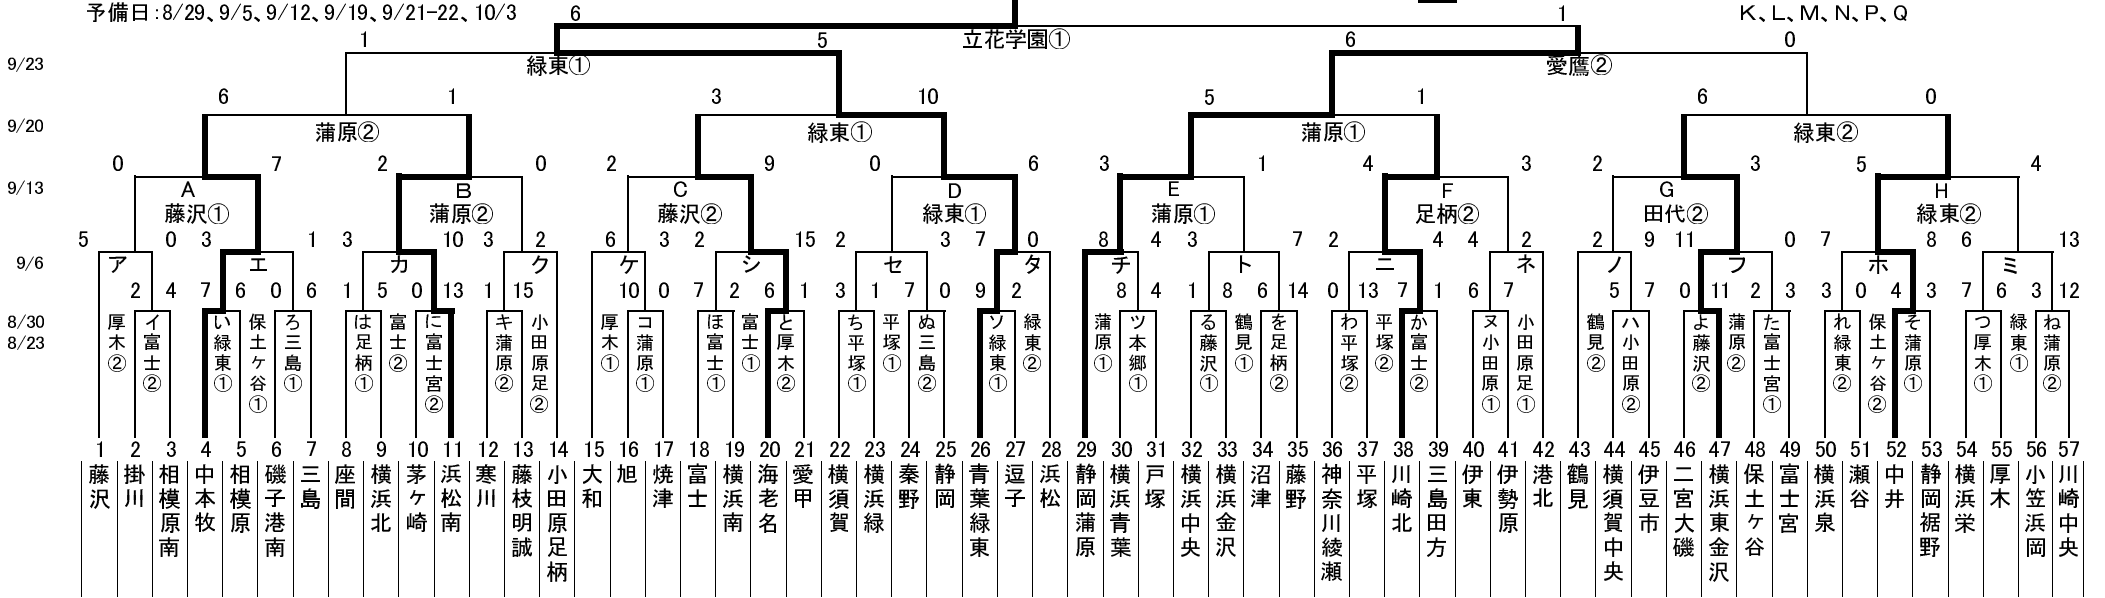 予備日：8/29、9/5、9/12、9/19、9/21-22、10/3
6 1 K、L、M、N、P、Q
1 5 立花学園① 6 0
9/23 緑東① 愛鷹②
6 1 3 10 5 1 6 0
9/20 蒲原② 緑東① 蒲原① 緑東②
0 7 2 0 2 9 0 6 3 1 4 3 2 3 5 4
9/13 A B C D E F G H
藤沢① 蒲原② 藤沢② 緑東① 蒲原① 足柄② 田代② 緑東②
5 0 3 1 3 10 3 2 6 3 2 15 2 3 7 0 8 4 3 7 2 4 4 2 2 9 11 0 7 8 6 13
9/6 ア エ カ ク ケ シ セ タ チ ト ニ ネ ノ フ ホ ミ
2 4 7 6 0 6 1 5 0 13 1 15 10 0 7 2 6 1 3 1 7 0 9 2 8 4 1 8 6 14 0 13 7 1 6 7 5 7 0 11 2 3 3 0 4 3 7 6 3 12
8/30
8/23
厚木②
イ富士②
い緑東①
保土ヶ谷①
ろ三島①
は足柄①
富士②
に富士宮②
キ蒲原②
小田原足②
厚木①
コ蒲原①
ほ富士①
富士①
と厚木②
ち平塚①
平塚①
ぬ三島②
ソ緑東①
緑東②
蒲原①
ツ本郷①
る藤沢①
鶴見①
を足柄②
わ平塚②
平塚②
か富士②
ヌ小田原①
小田原足①
鶴見②
ハ小田原②
よ藤沢②
蒲原②
た富士宮①
れ緑東②
保土ヶ谷②
そ蒲原①
つ厚木①
緑東①
ね蒲原②
1 藤沢
2 掛川
3 相模原南
4 中本牧
5 相模原
6 磯子港南
7 三島
8 座間
9 横浜北
10 茅ヶ崎
11 浜松南
12 寒川
13 藤枝明誠
14 小田原足柄
15 大和
16 旭
17 焼津
18 富士
19 横浜南
20 海老名
21 愛甲
22 横須賀
23 横浜緑
24 秦野
25 静岡
26 青葉緑東
27 逗子
28 浜松
29 静岡蒲原
30 横浜青葉
31 戸塚
32 横浜中央
33 横浜金沢
34 沼津
35 藤野
36 神奈川綾瀬
37 平塚
38 川崎北
39 三島田方
40 伊東
41 伊勢原
42 港北
43 鶴見
44 横須賀中央
45 伊豆市
46 二宮大磯
47 横浜東金沢
48 保土ヶ谷
49 富士宮
50 横浜泉
51 瀬谷
52 中井
53 静岡裾野
54 横浜栄
55 厚木
56 小笠浜岡
57 川崎中央